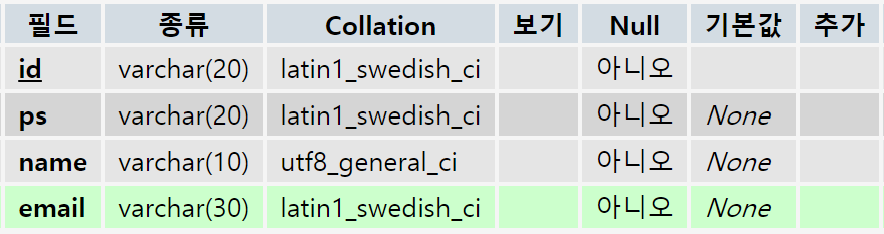 필드 종류 Collation 보기 Null 기본값 추가
id varchar(20) latin1_swedish_ci 아니오
ps varchar(20) latin1_swedish_ci 아니오 None
name varchar(10) utf8_general_ci 아니오 None
email varchar(30) latin1_swedish_ci 아니오 None